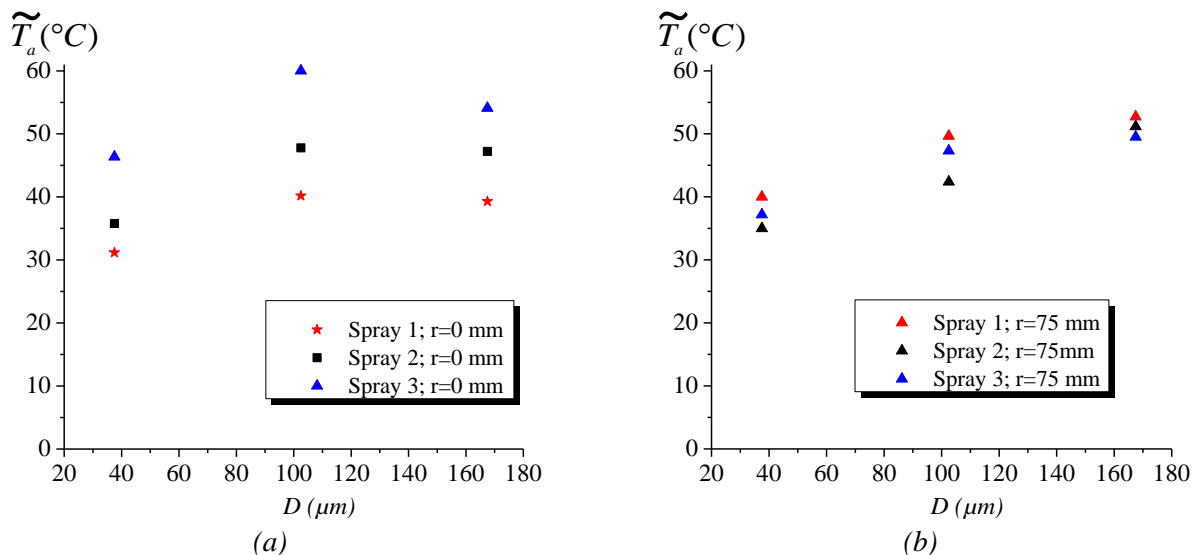 T̃ₐ(°C)
60
50
40
30
20
10
0
Spray 1; r=0 mm
Spray 2; r=0 mm
Spray 3; r=0 mm
20 40 60 80 100 120 140 160 180
D (μm)
(a)
T̃ₐ(°C)
60
50
40
30
20
10
0
Spray 1; r=75 mm
Spray 2; r=75mm
Spray 3; r=75 mm
20 40 60 80 100 120 140 160 180
D (μm)
(b)